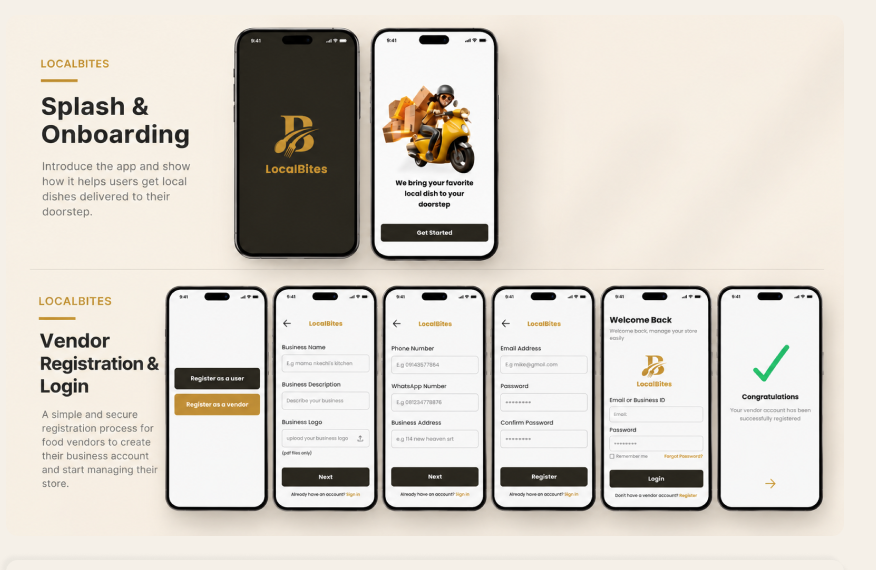 LOCALBITES
Splash &
Onboarding
Introduce the app and show
how it helps users get local
dishes delivered to their
doorstep.
9:41
LocalBites
9:41
We bring your favorite
local dish to your
doorstep
Get Started
LOCALBITES
Vendor
Registration &
Login
A simple and secure
registration process for
food vendors to create
their business account
and start managing their
store.
9:41
Register as a user
Register as a vendor
9:41
LocalBites
Business Name
E.g mama nkechi's kitchen
Business Description
Describe your business
Business Logo
upload your business logo
(pdf files only)
Next
Already have an account? Sign in
9:41
LocalBites
Phone Number
E.g 09148677984
WhatsApp Number
E.g 091234778876
Business Address
e.g 114 new heaven srt
Next
Already have an account? Sign in
9:41
LocalBites
Email Address
E.g mike@gmail.com
Password
********
Confirm Password
********
Register
Already have an account? Sign in
9:41
Welcome Back
Welcome back, manage your store
easily
LocalBites
Email or Business ID
Email
Password
********
Remember me Forgot Password?
Login
Don't have a vendor account? Register
9:41
Congratulations
Your vendor account has been
successfully registered